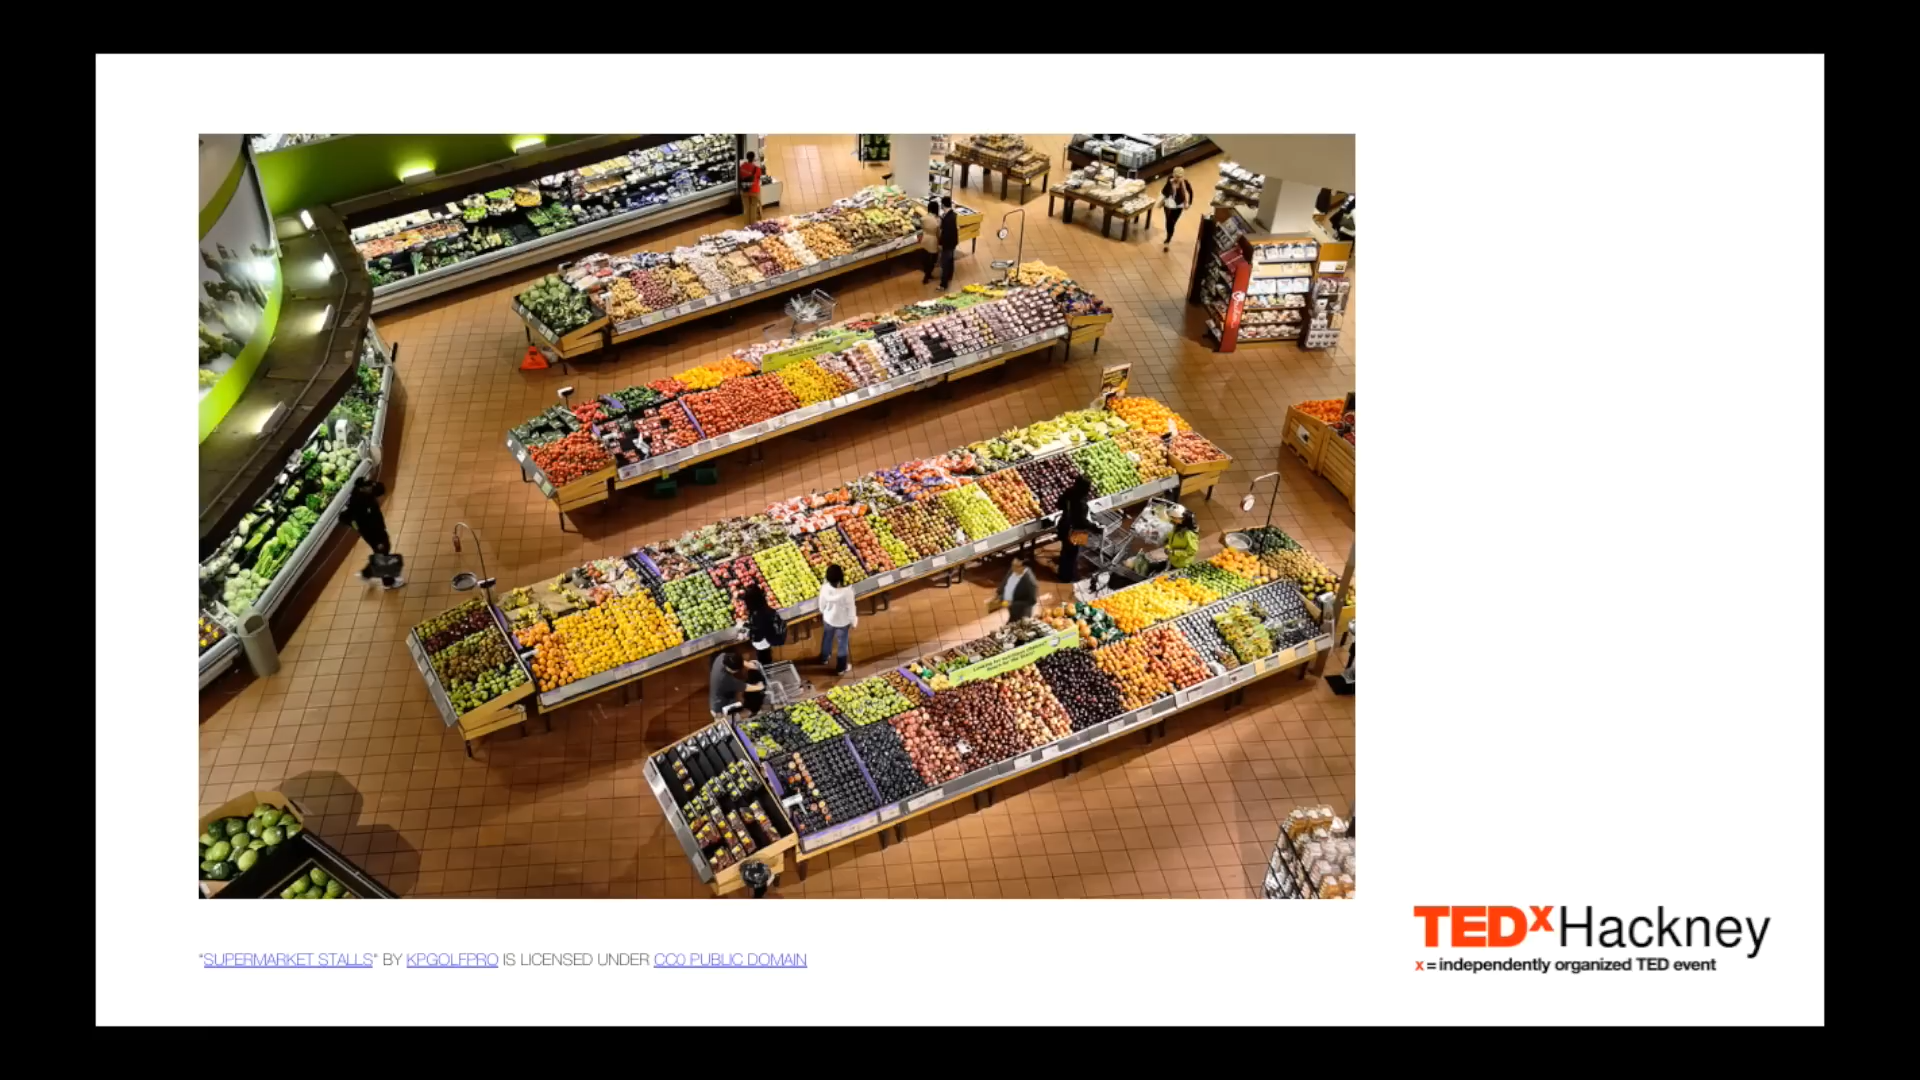 "SUPERMARKET STALLS" BY KPGOLFPRO IS LICENSED UNDER CC0 PUBLIC DOMAIN
TEDxHackney
x = independently organized TED event